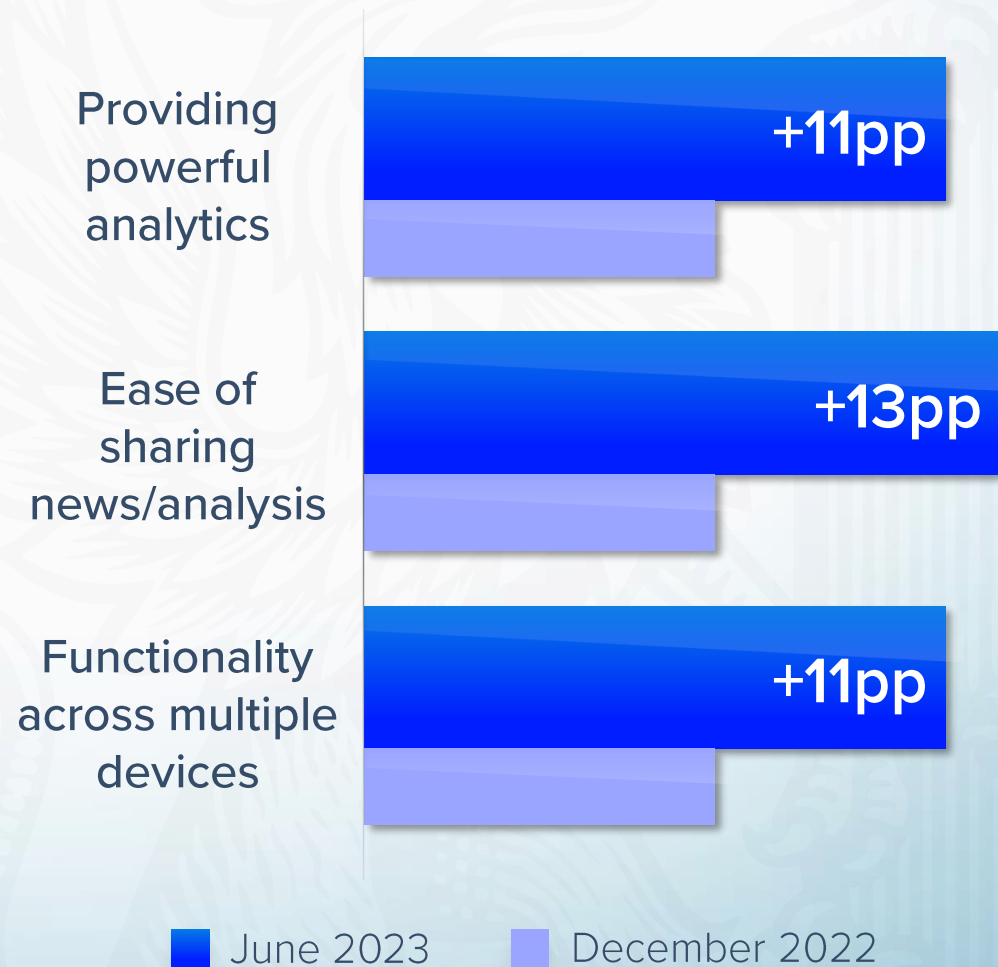 Providing
powerful
analytics
+11pp
Ease of
sharing
news/analysis
+13pp
Functionality
across multiple
devices
+11pp
June 2023
December 2022